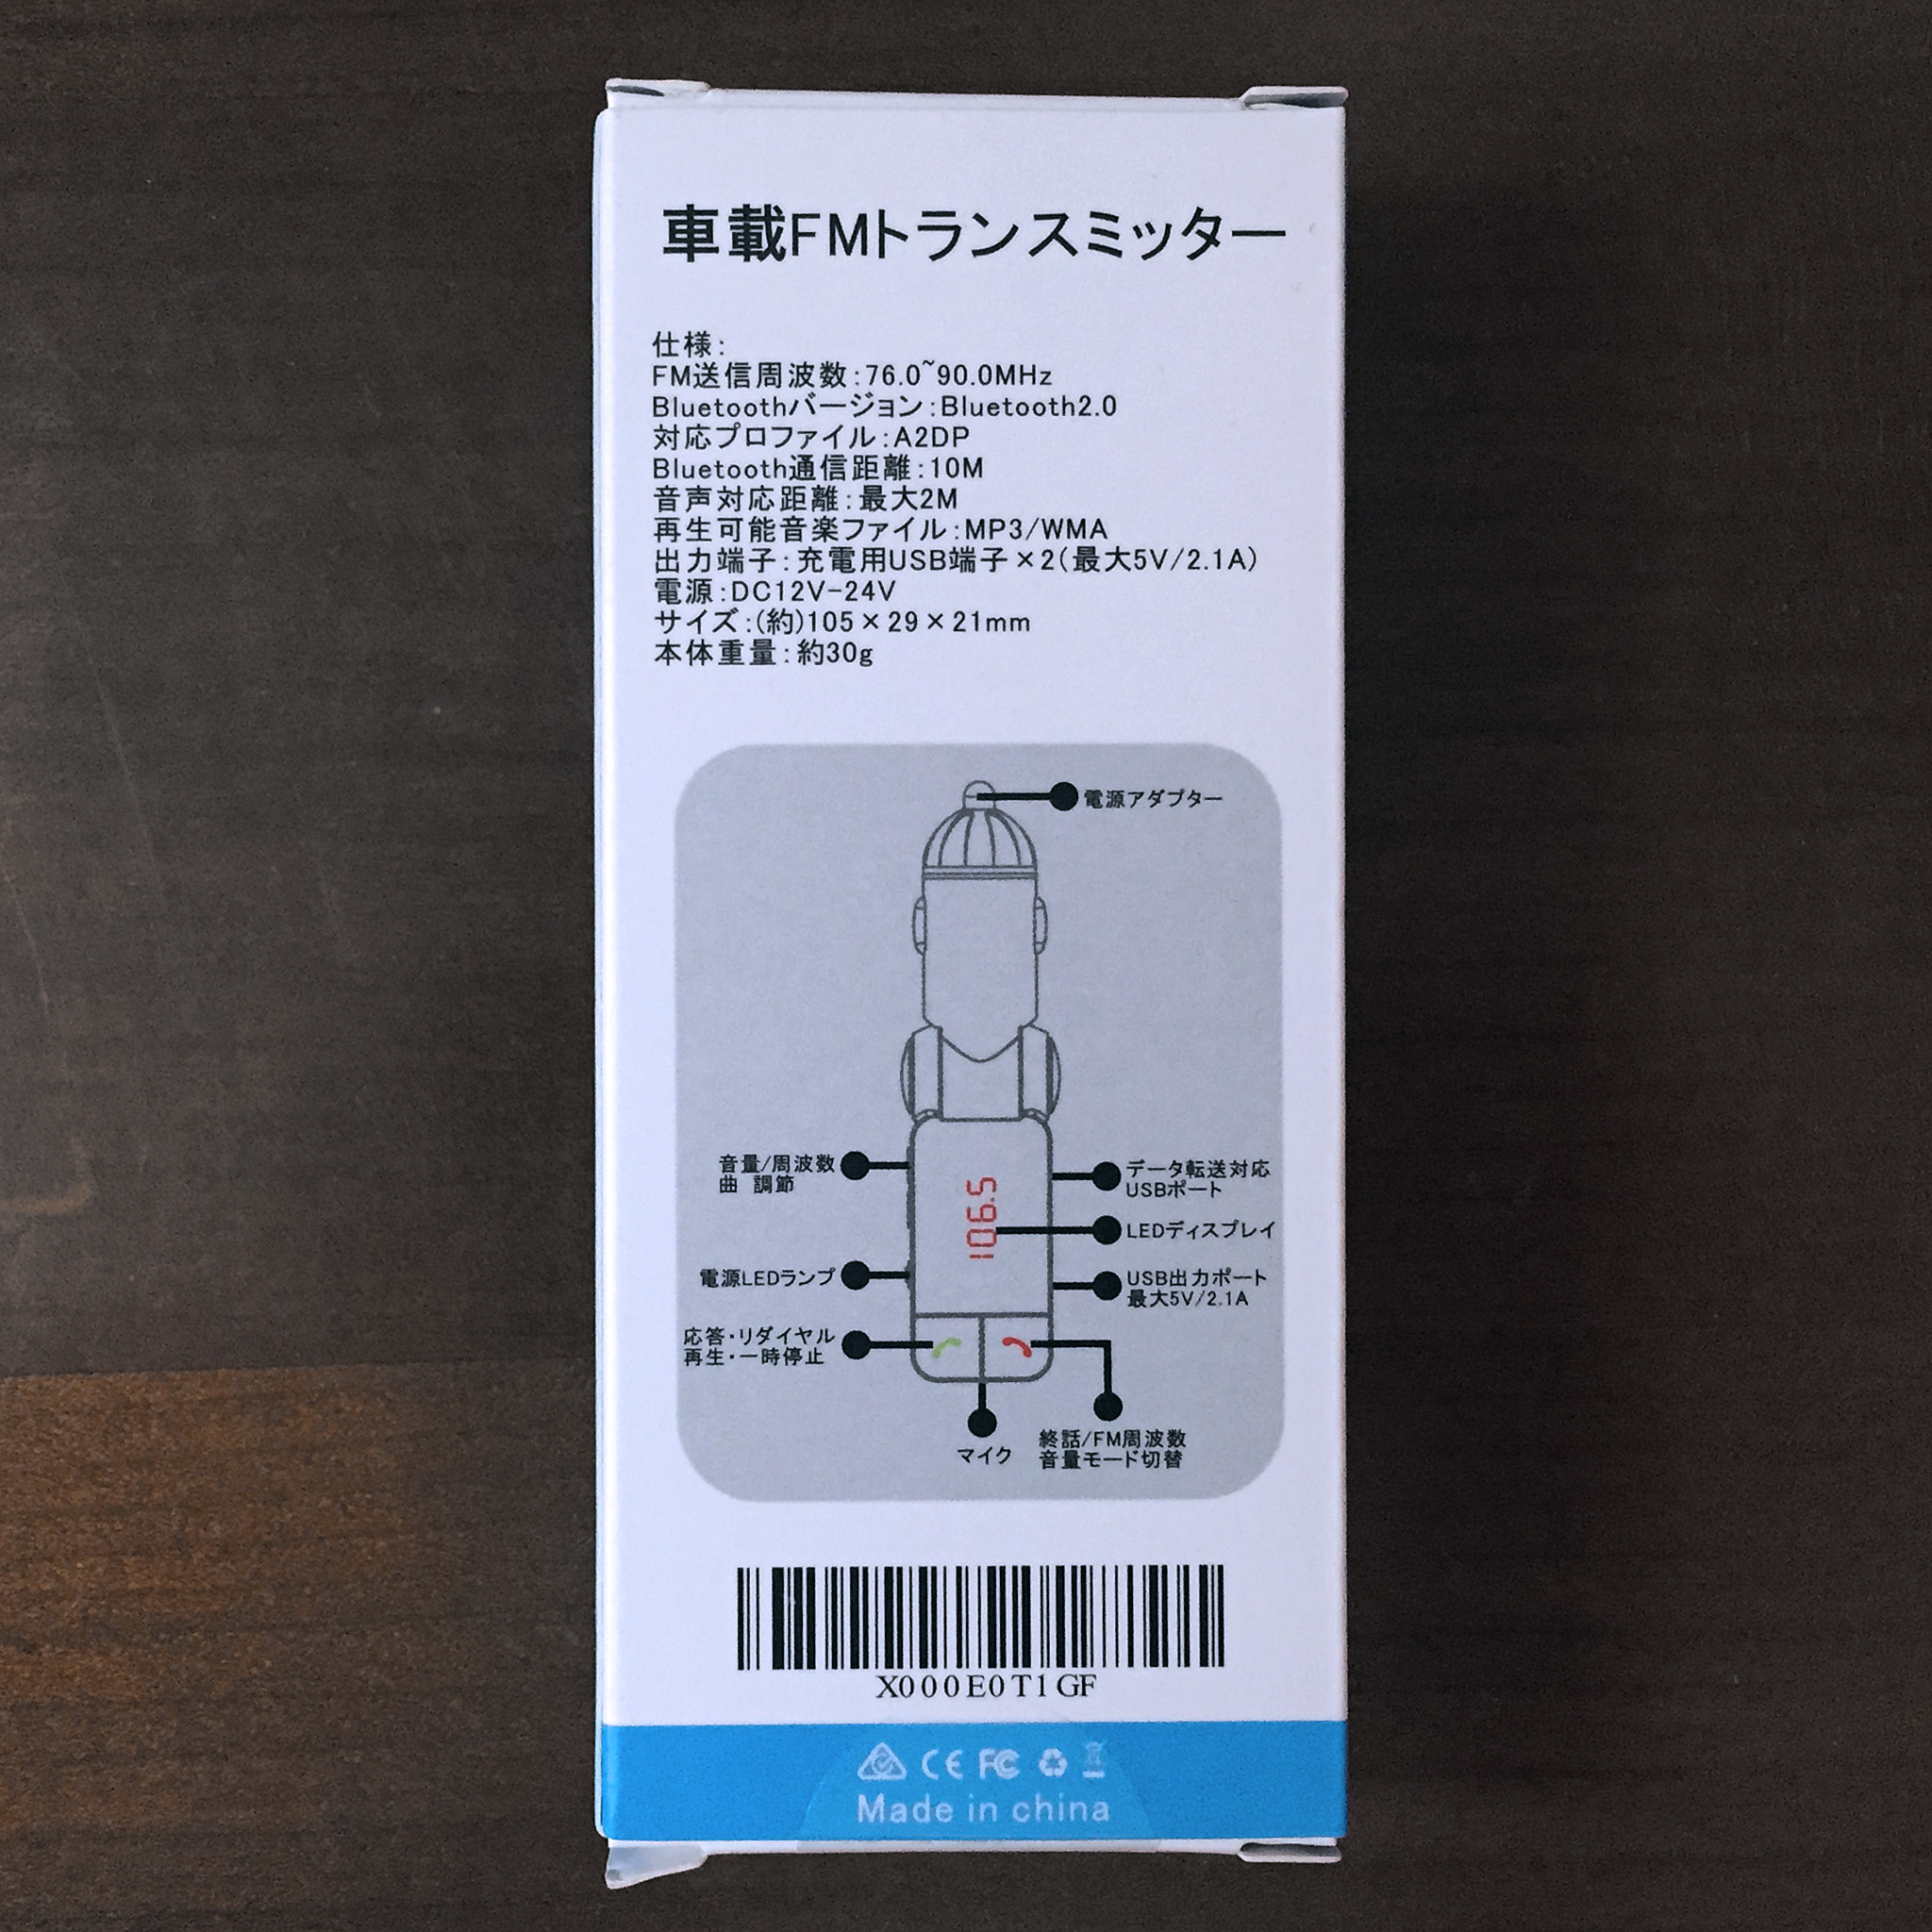 車載FMトランスミッター
仕様:
FM送信周波数:76.0~90.0MHz
Bluetoothバージョン:Bluetooth2.0
対応プロファイル:A2DP
Bluetooth通信距離:10M
音声対応距離:最大2M
再生可能音楽ファイル:MP3/WMA
出力端子:充電用USB端子×2(最大5V/2.1A)
電源:DC12V-24V
サイズ:(約)105×29×21mm
本体重量:約30g
電源アダプター
音量/周波数
曲 調節
データ転送対応
USBポート
106.5
LEDディスプレイ
電源LEDランプ
USB出力ポート
最大5V/2.1A
応答・リダイヤル
再生・一時停止
マイク
終話/FM周波数
音量モード切替
X000E0T1GF
CE FC
Made in china